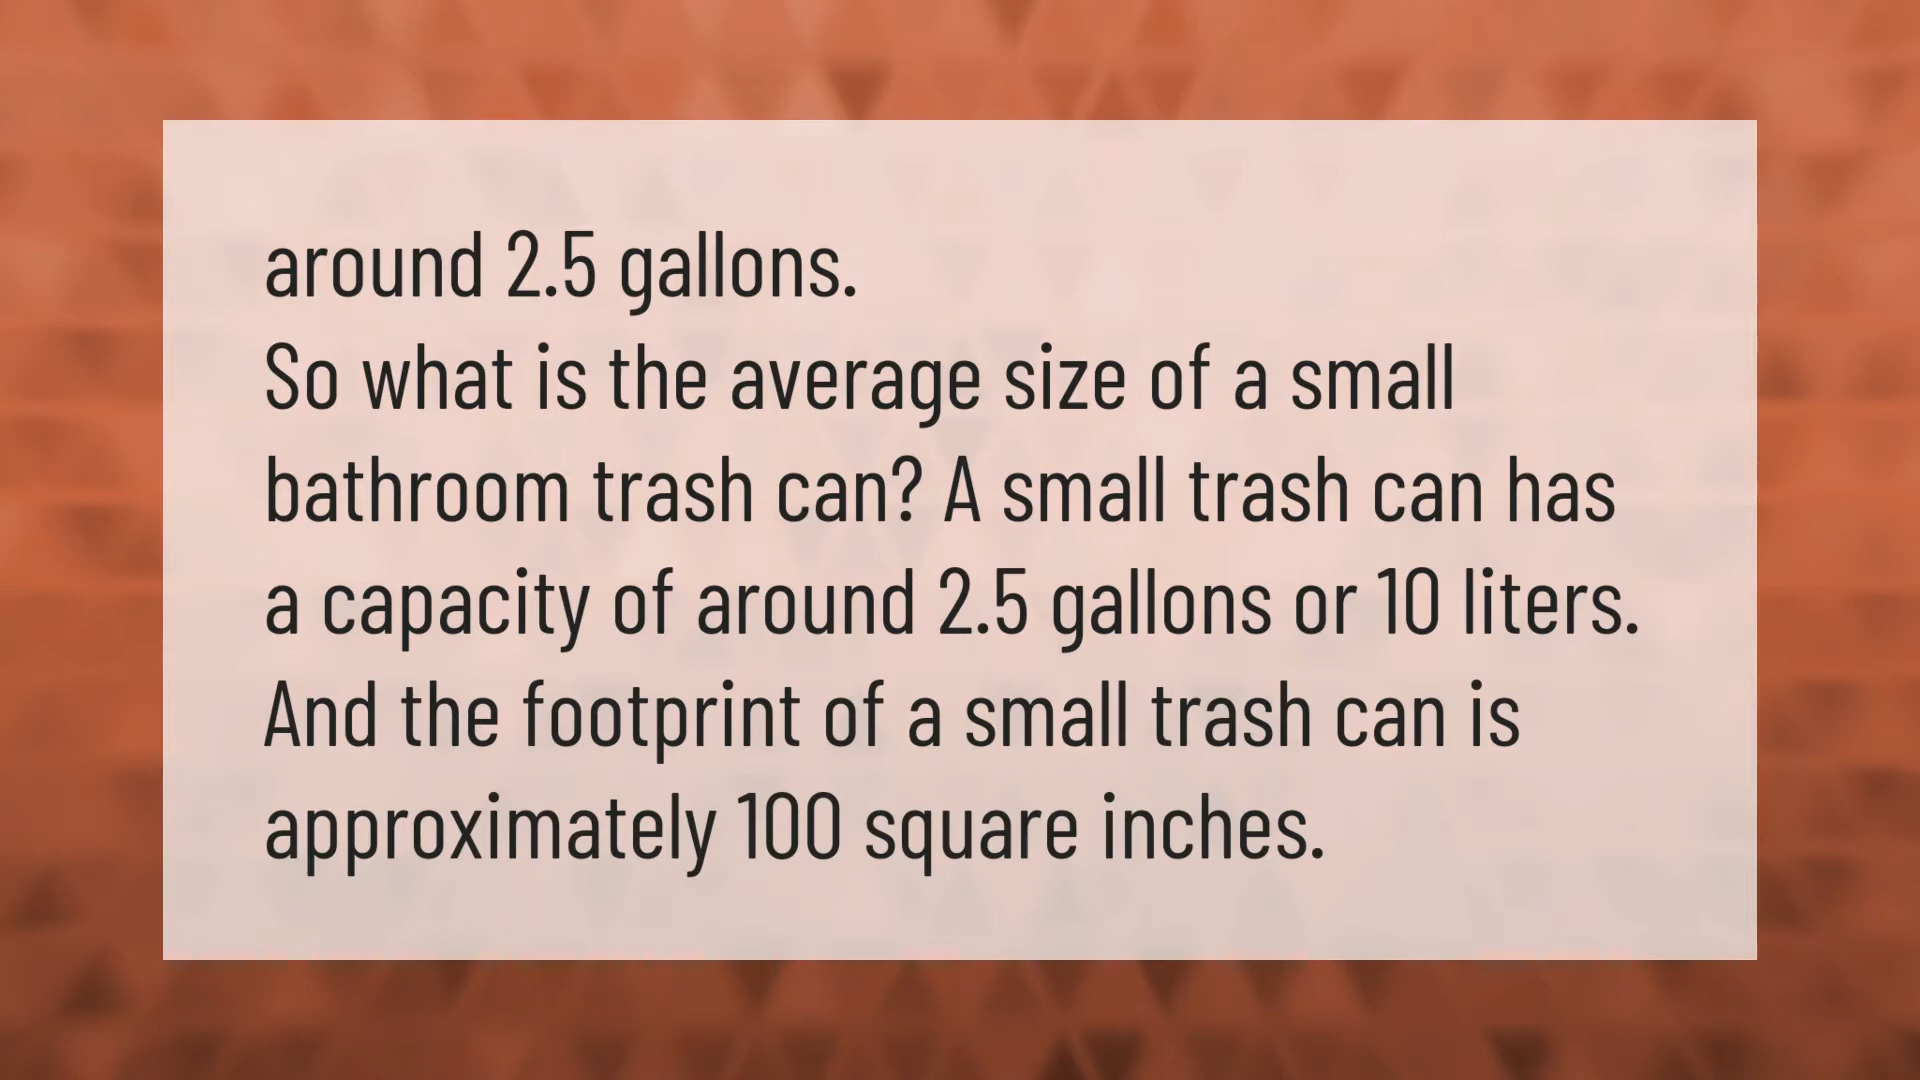 around 2.5 gallons.
So what is the average size of a small
bathroom trash can? A small trash can has
a capacity of around 2.5 gallons or 10 liters.
And the footprint of a small trash can is
approximately 100 square inches.